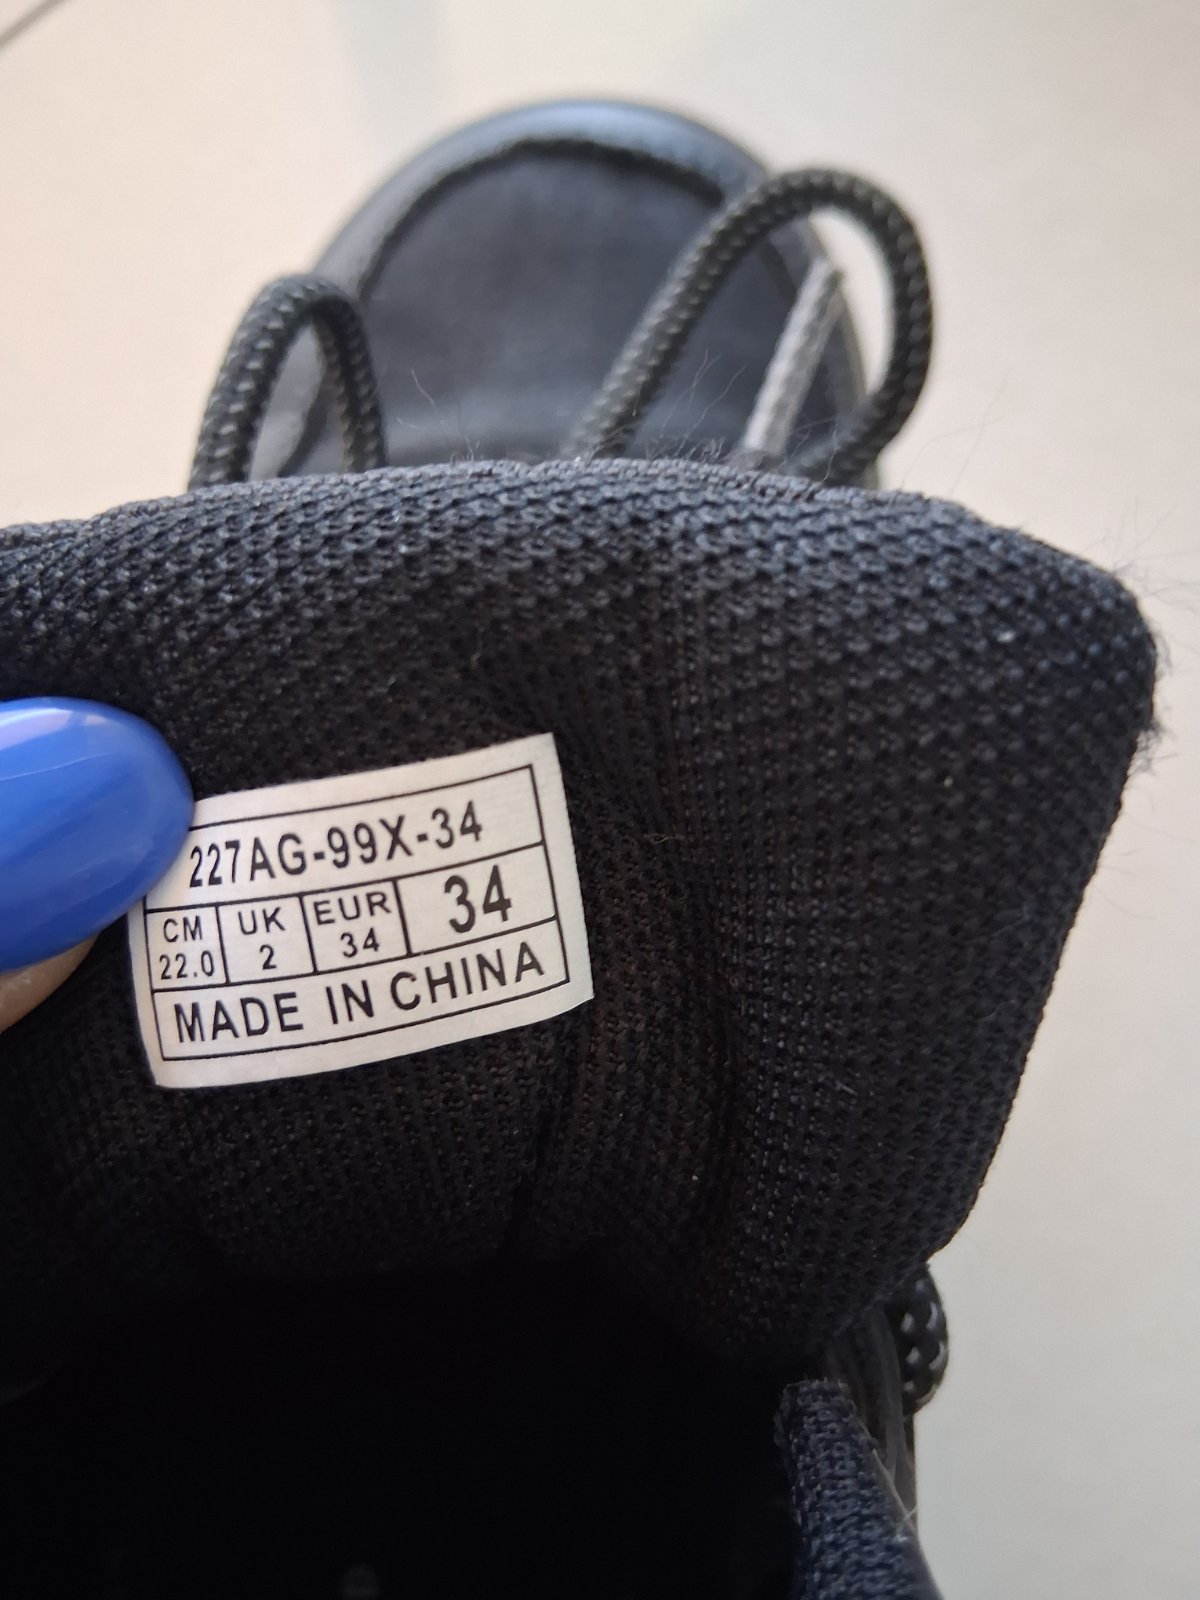 227AG-99X-34
CM UK EUR 34
22.0 2 34
MADE IN CHINA